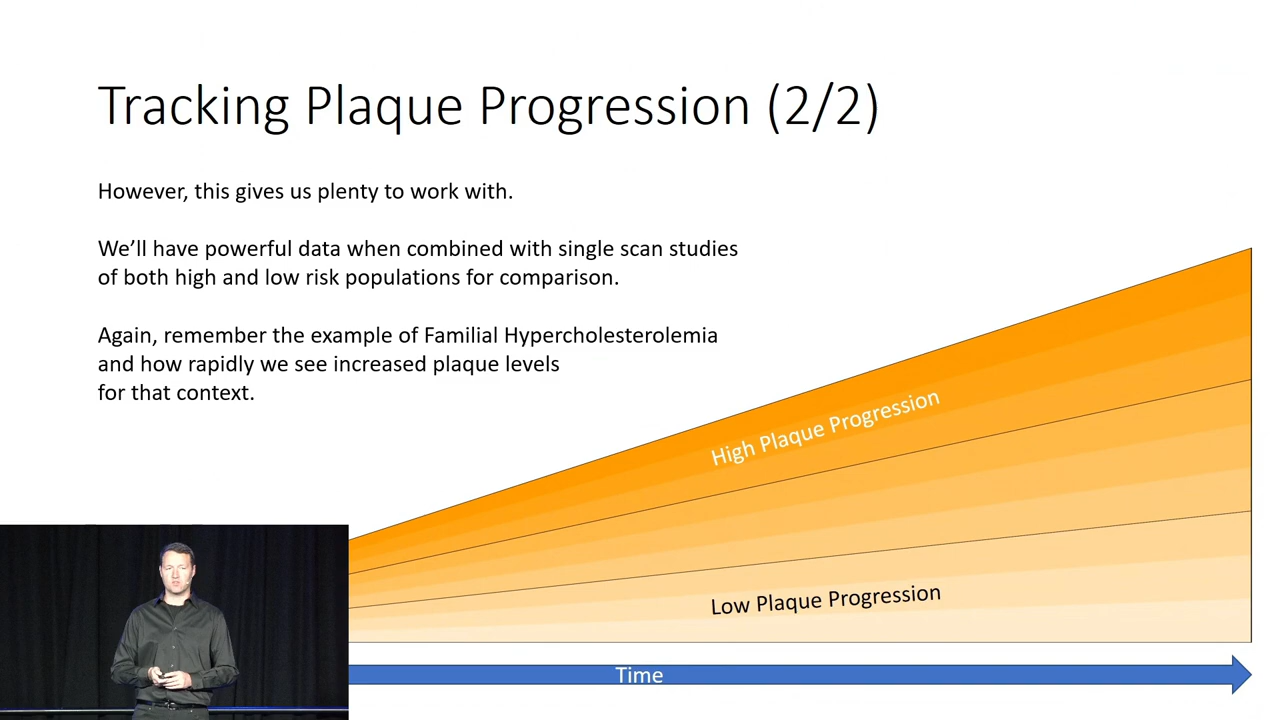 Tracking Plaque Progression (2/2)
However, this gives us plenty to work with.
We’ll have powerful data when combined with single scan studies
of both high and low risk populations for comparison.
Again, remember the example of Familial Hypercholesterolemia
and how rapidly we see increased plaque levels
for that context.
High Plaque Progression
Low Plaque Progression
Time